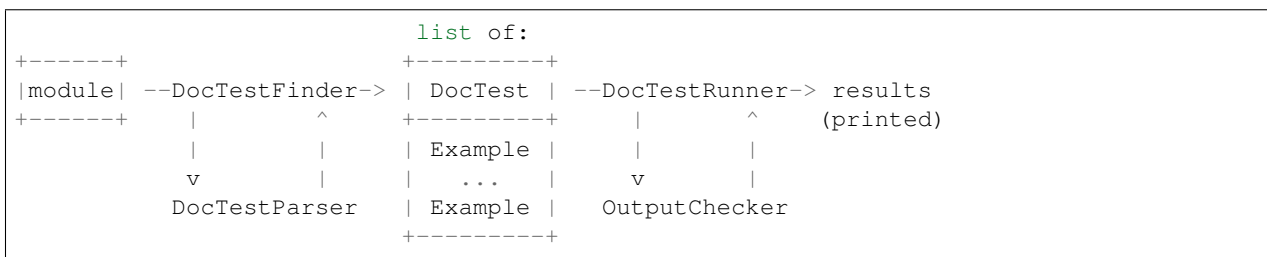 list of:
+------+                   +---------+
|module| --DocTestFinder-> | DocTest | --DocTestRunner-> results
+------+    |        ^     +---------+     |       ^    (printed)
            |        |     | Example |     |       |
            v        |     |   ...   |     v       |
           DocTestParser   | Example |   OutputChecker
                           +---------+